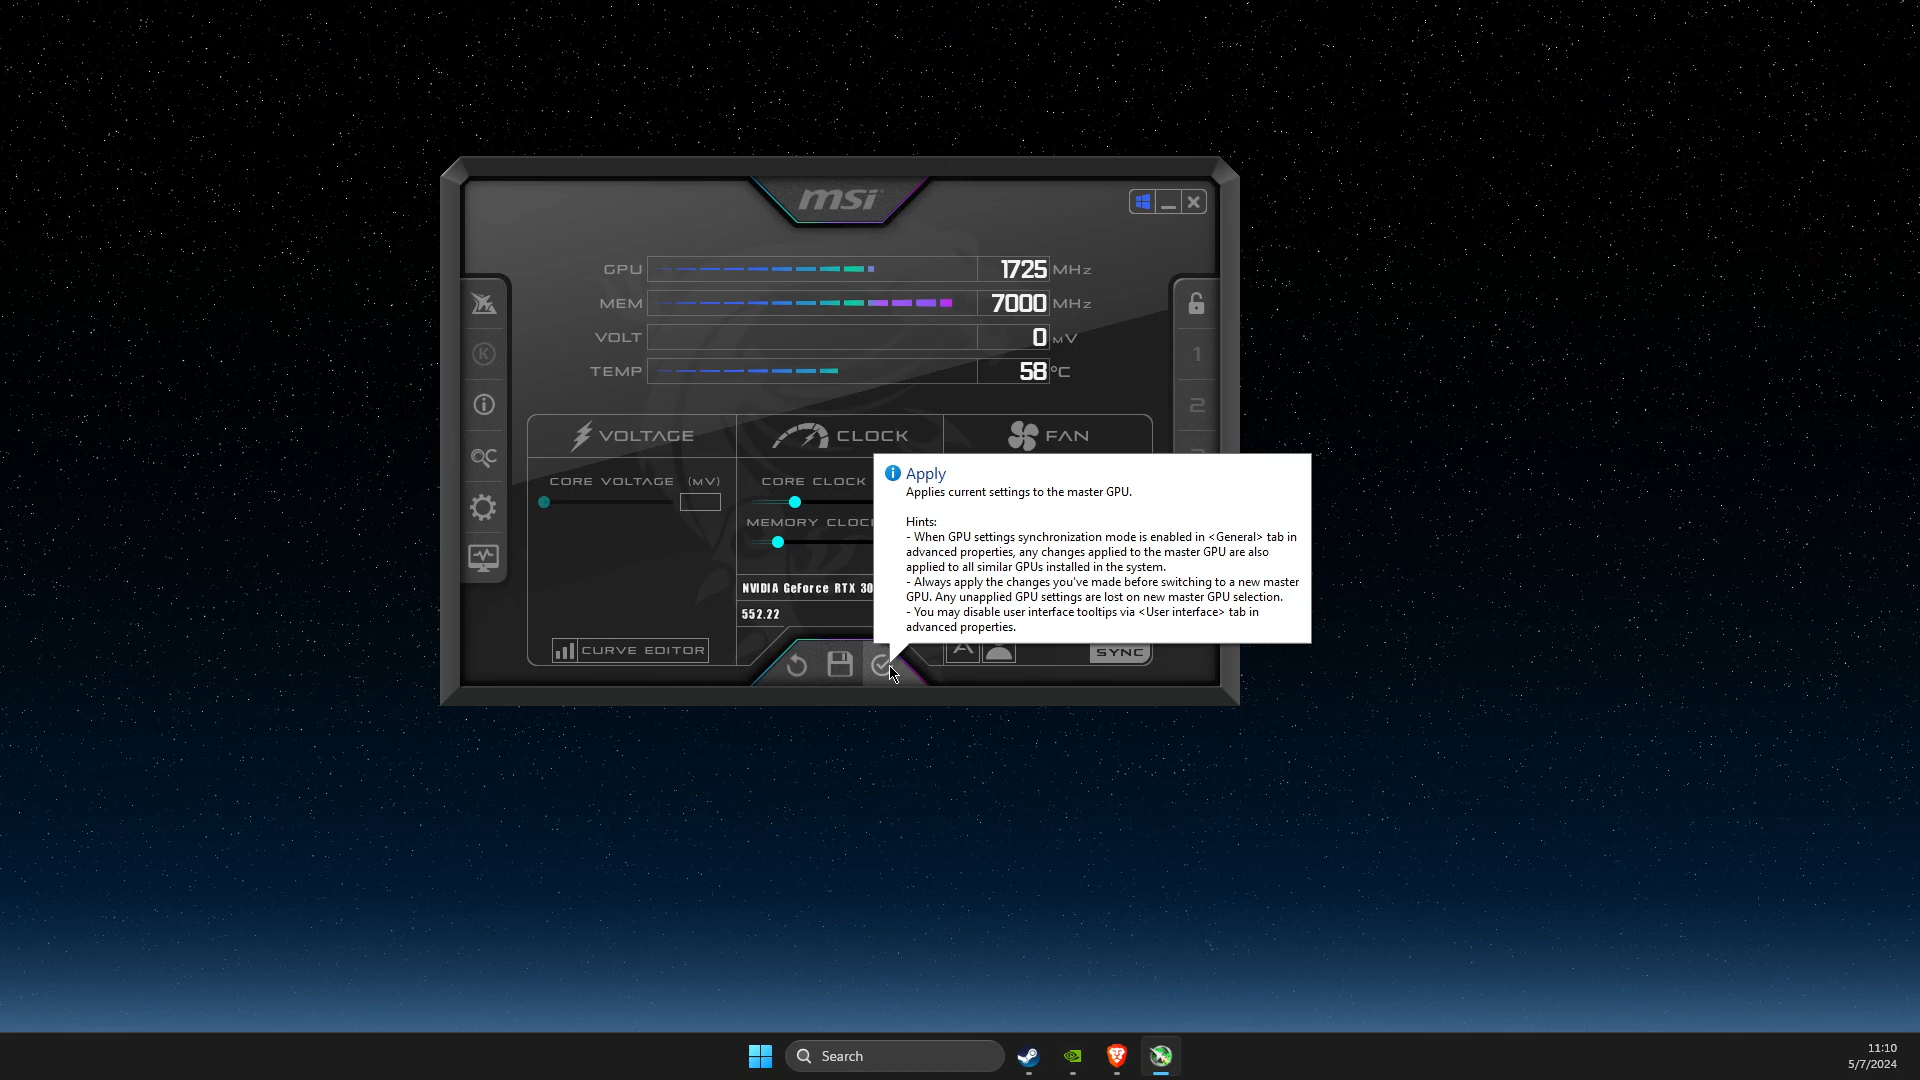 msi
GPU 1725 MHz
MEM 7000 MHz
VOLT 0 MV
TEMP 58 °C
K
1
2
VOLTAGE
CLOCK
FAN
CORE VOLTAGE (MV)
CORE CLOCK
MEMORY CLOCK
NVIDIA GeForce RTX 30
552.22
CURVE EDITOR
A
SYNC
Apply
Applies current settings to the master GPU.
Hints:
- When GPU settings synchronization mode is enabled in <General> tab in
advanced properties, any changes applied to the master GPU are also
applied to all similar GPUs installed in the system.
- Always apply the changes you've made before switching to a new master
GPU. Any unapplied GPU settings are lost on new master GPU selection.
- You may disable user interface tooltips via <User interface> tab in
advanced properties.
Search
11:10
5/7/2024